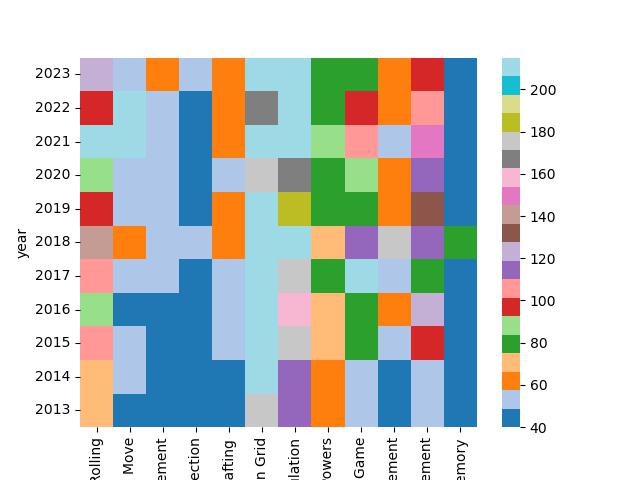 2023
2022
2021
2020
2019
2018
2017
2016
2015
2014
2013
year
200
180
160
140
120
100
80
60
40
Rolling
Move
ement
ection
afting
n Grid
ulation
owers
Game
ement
ement
emory